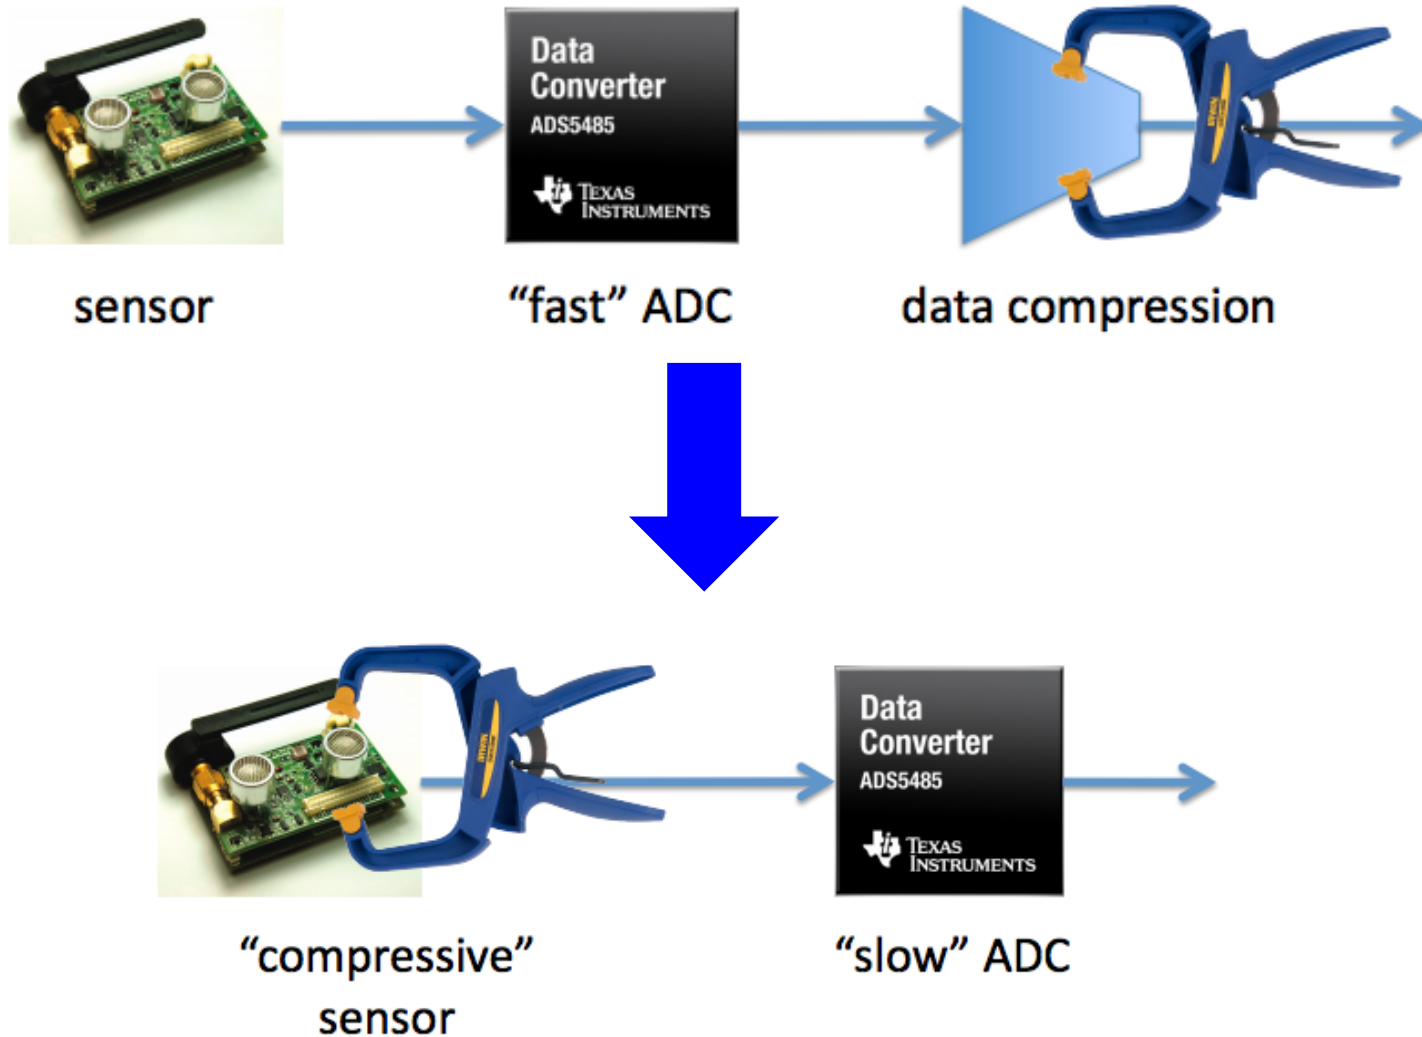 Data
Converter
ADS5485
TEXAS
INSTRUMENTS
sensor
“fast” ADC
data compression
Data
Converter
ADS5485
TEXAS
INSTRUMENTS
“compressive”
sensor
“slow” ADC